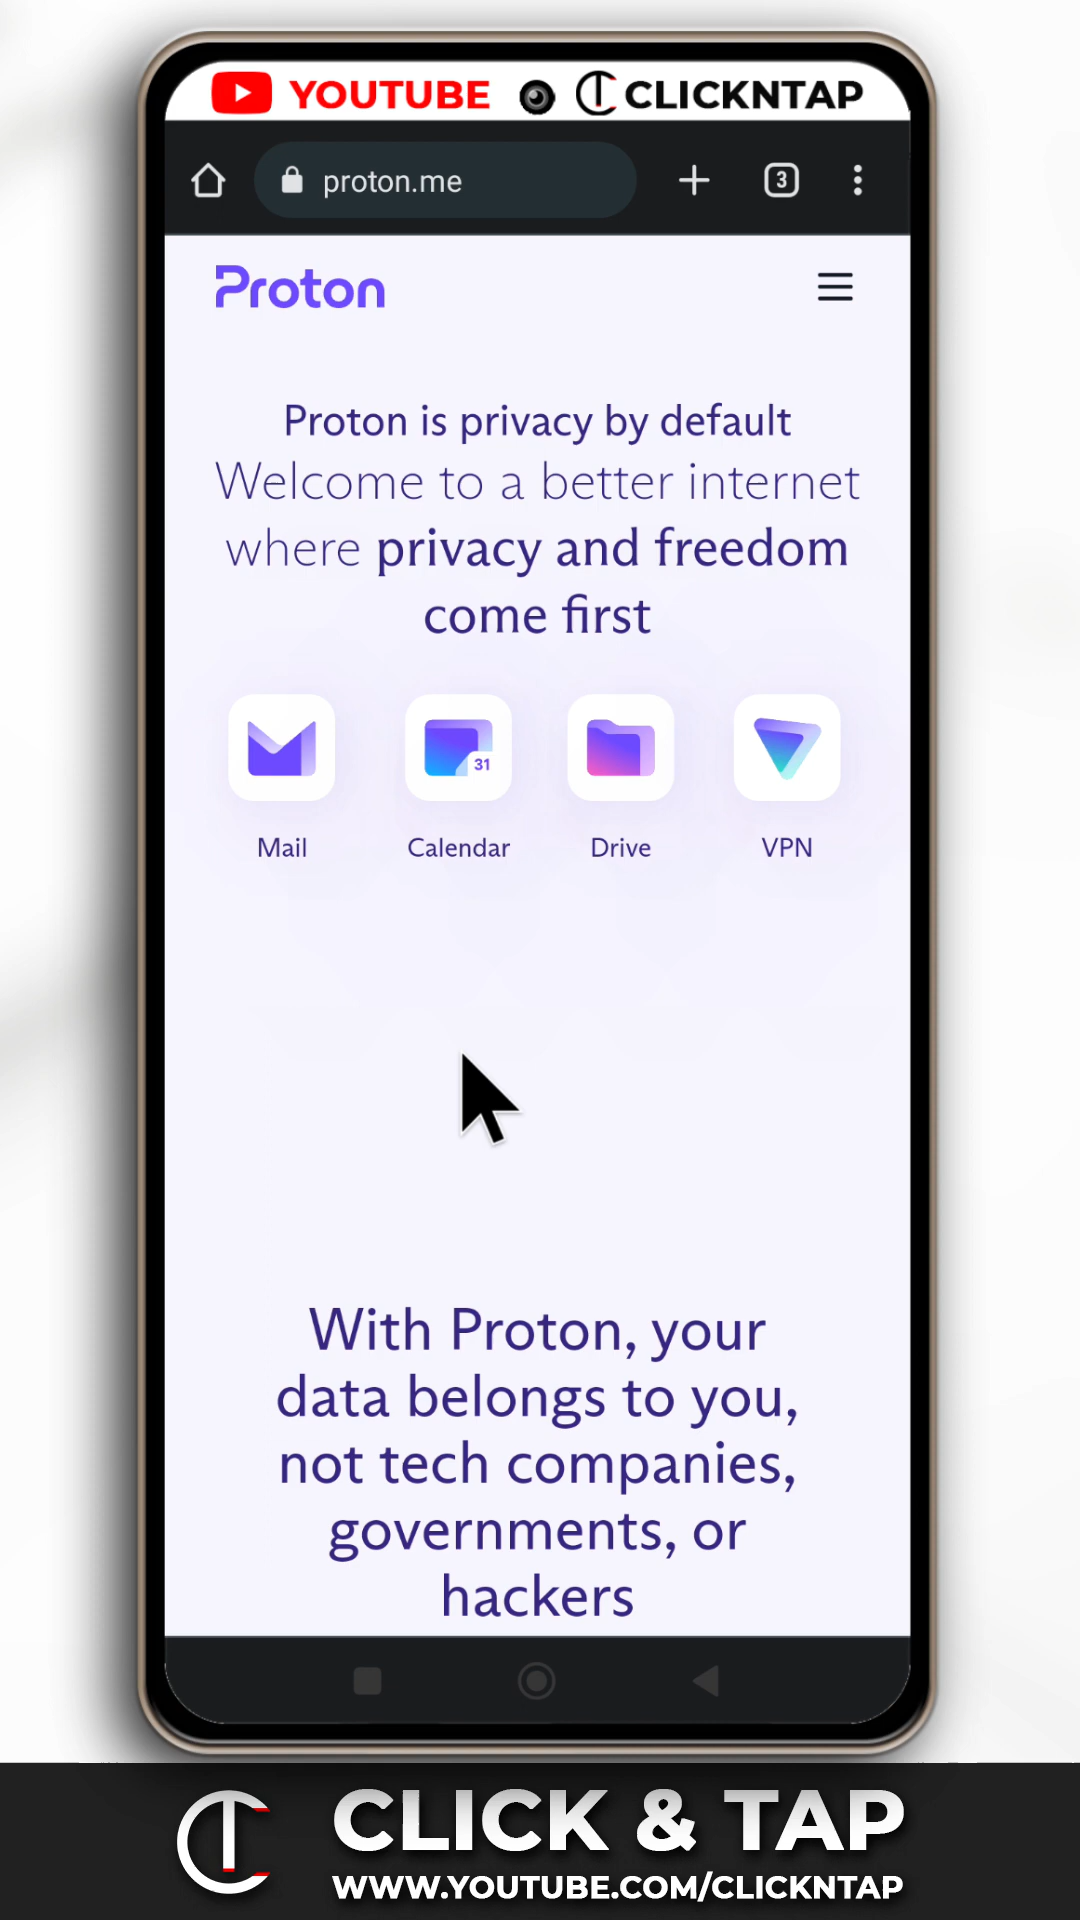 YOUTUBE CLICKNTAP
proton.me
3
Proton
Proton is privacy by default
Welcome to a better internet
where privacy and freedom
come first
31
Mail Calendar Drive VPN
With Proton, your
data belongs to you,
not tech companies,
governments, or
hackers
CLICK & TAP
WWW.YOUTUBE.COM/CLICKNTAP